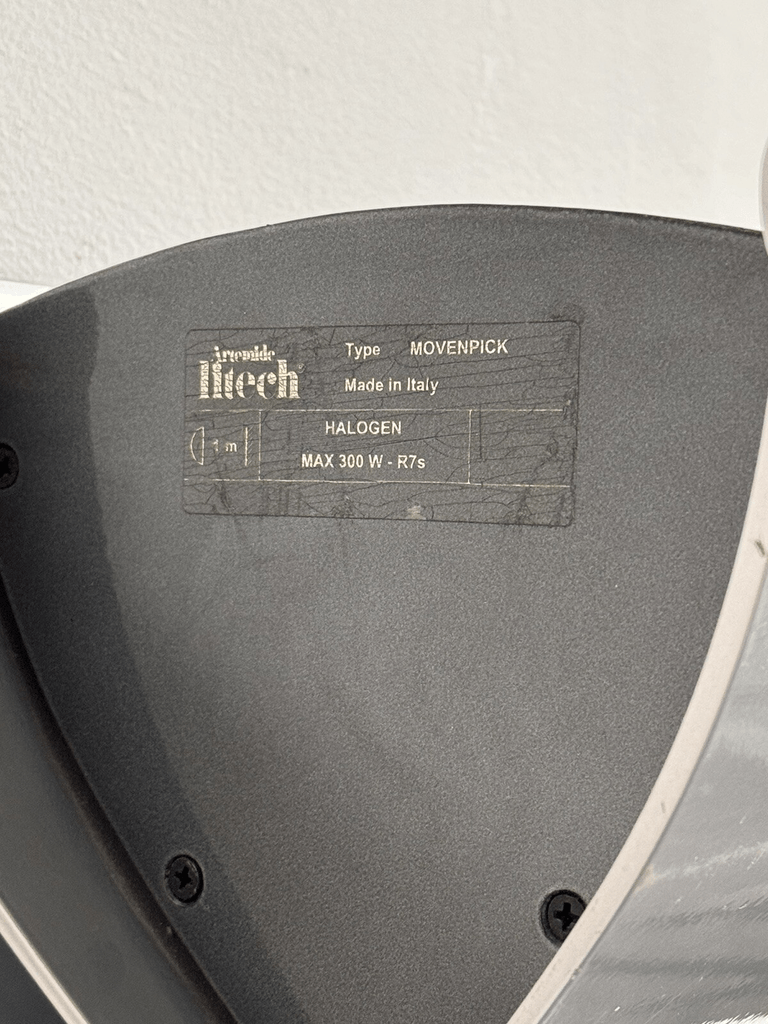 Artemide
litech
Type MOVENPICK
Made in Italy
1 m
HALOGEN
MAX 300 W - R7s